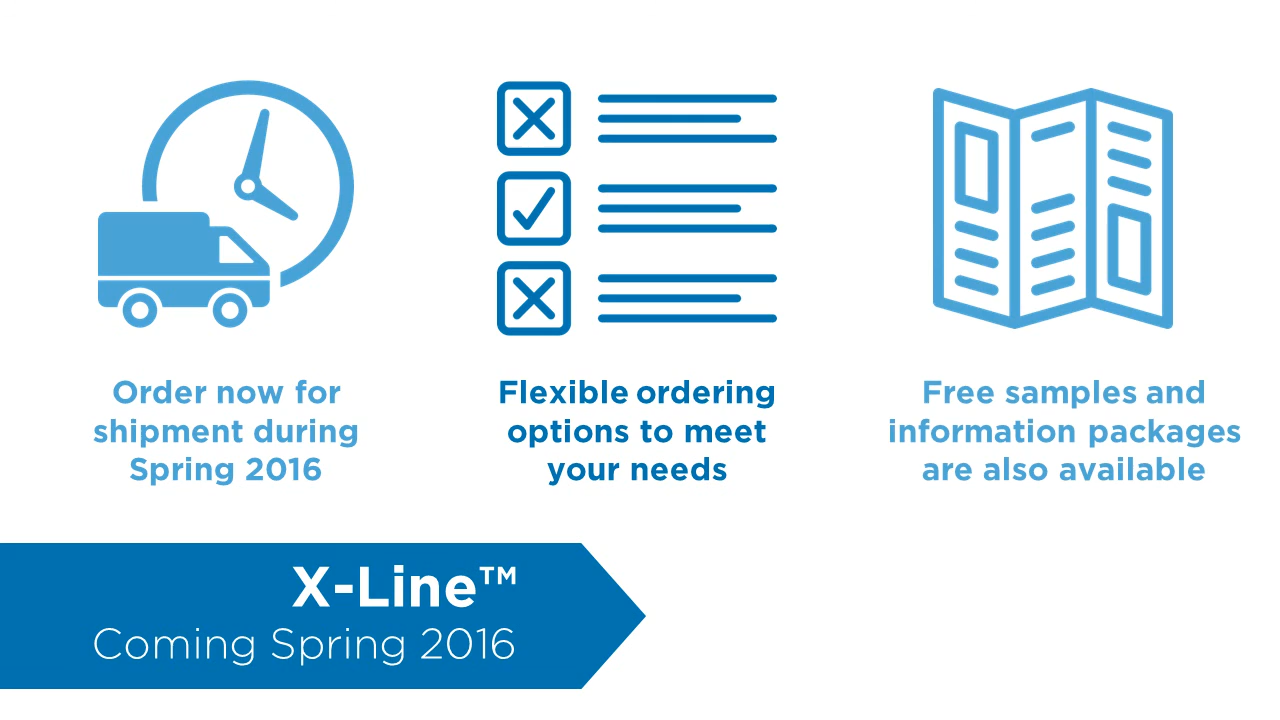 Order now for
shipment during
Spring 2016
Flexible ordering
options to meet
your needs
Free samples and
information packages
are also available
X-Line™
Coming Spring 2016